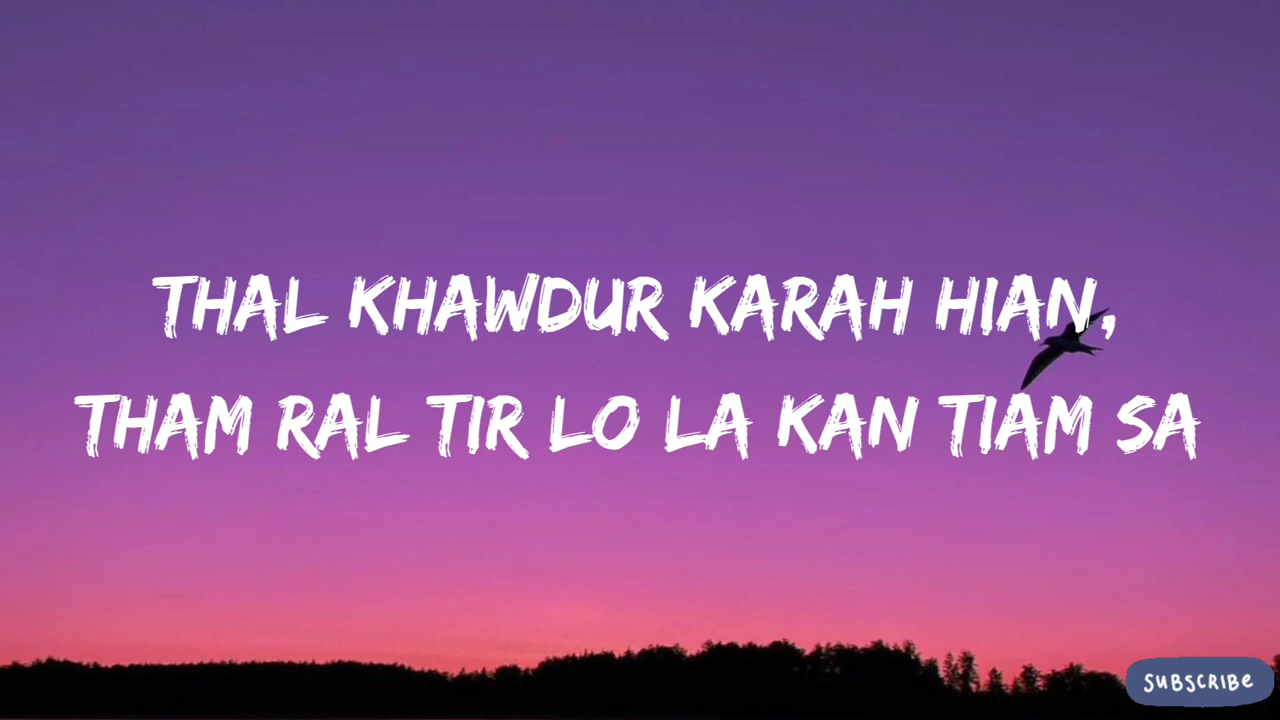 THAL KHAWDUR KARAH HIAN,
THAM RAL TIR LO LA KAN TIAM SA
SUBSCRIBE